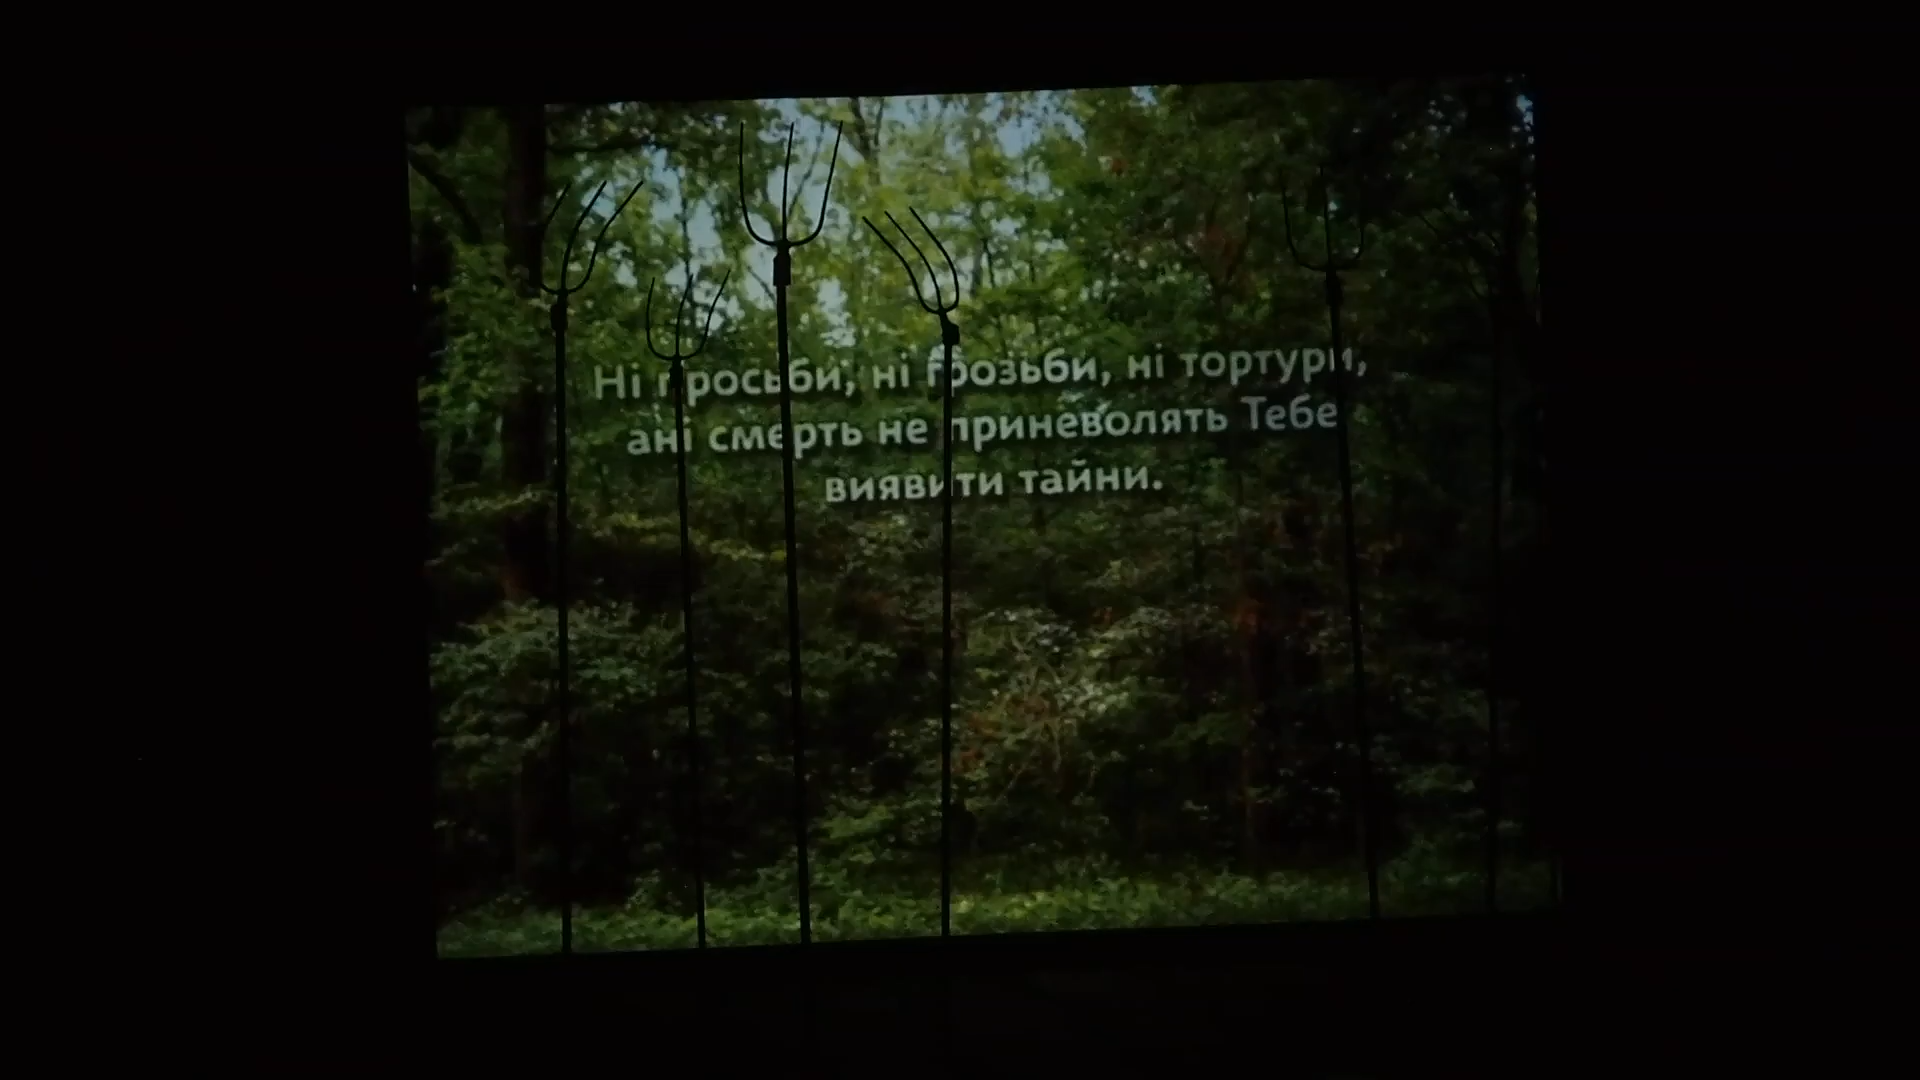 Ні просьби, ні грозьби, ні тортури,
ані смерть не приневолять Тебе
виявити тайни.